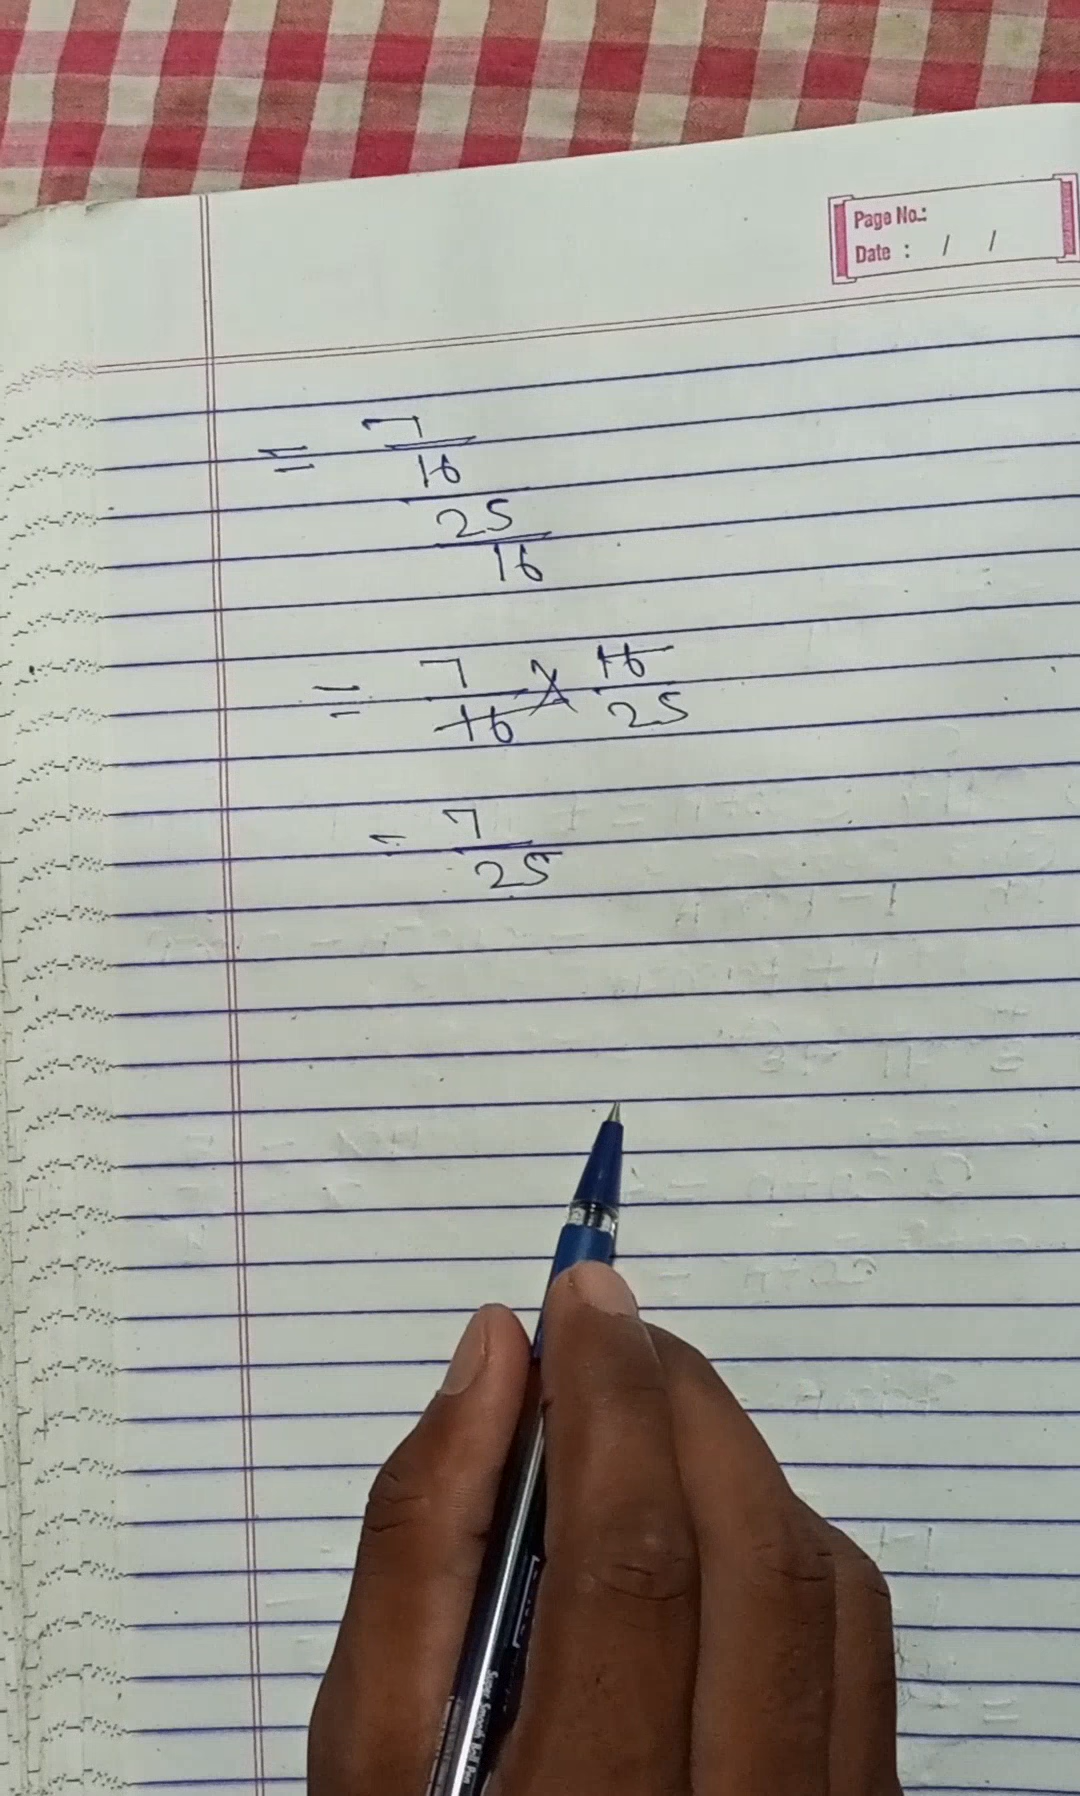 Page No.:
Date : / /
= 7/16 / 25/16
= 7/16 × 16/25
= 7/25